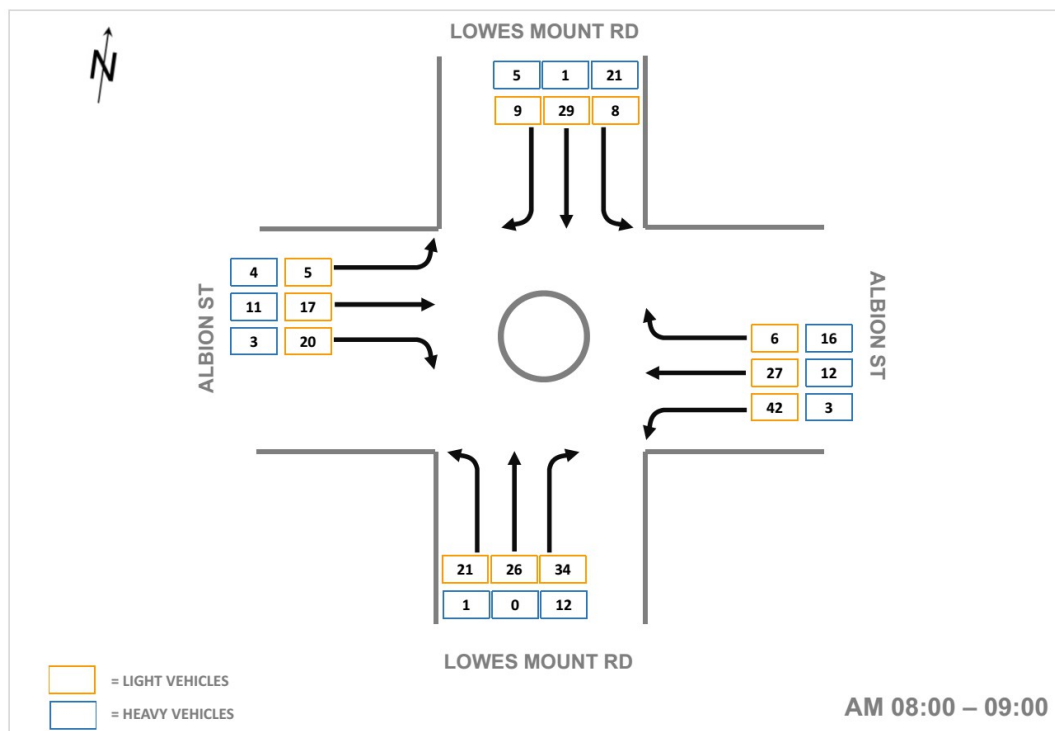 LOWES MOUNT RD
N
5 1 21
9 29 8
4 5
11 17
3 20
ALBION ST
ALBION ST
6 16
27 12
42 3
21 26 34
1 0 12
LOWES MOUNT RD
= LIGHT VEHICLES
= HEAVY VEHICLES
AM 08:00 – 09:00